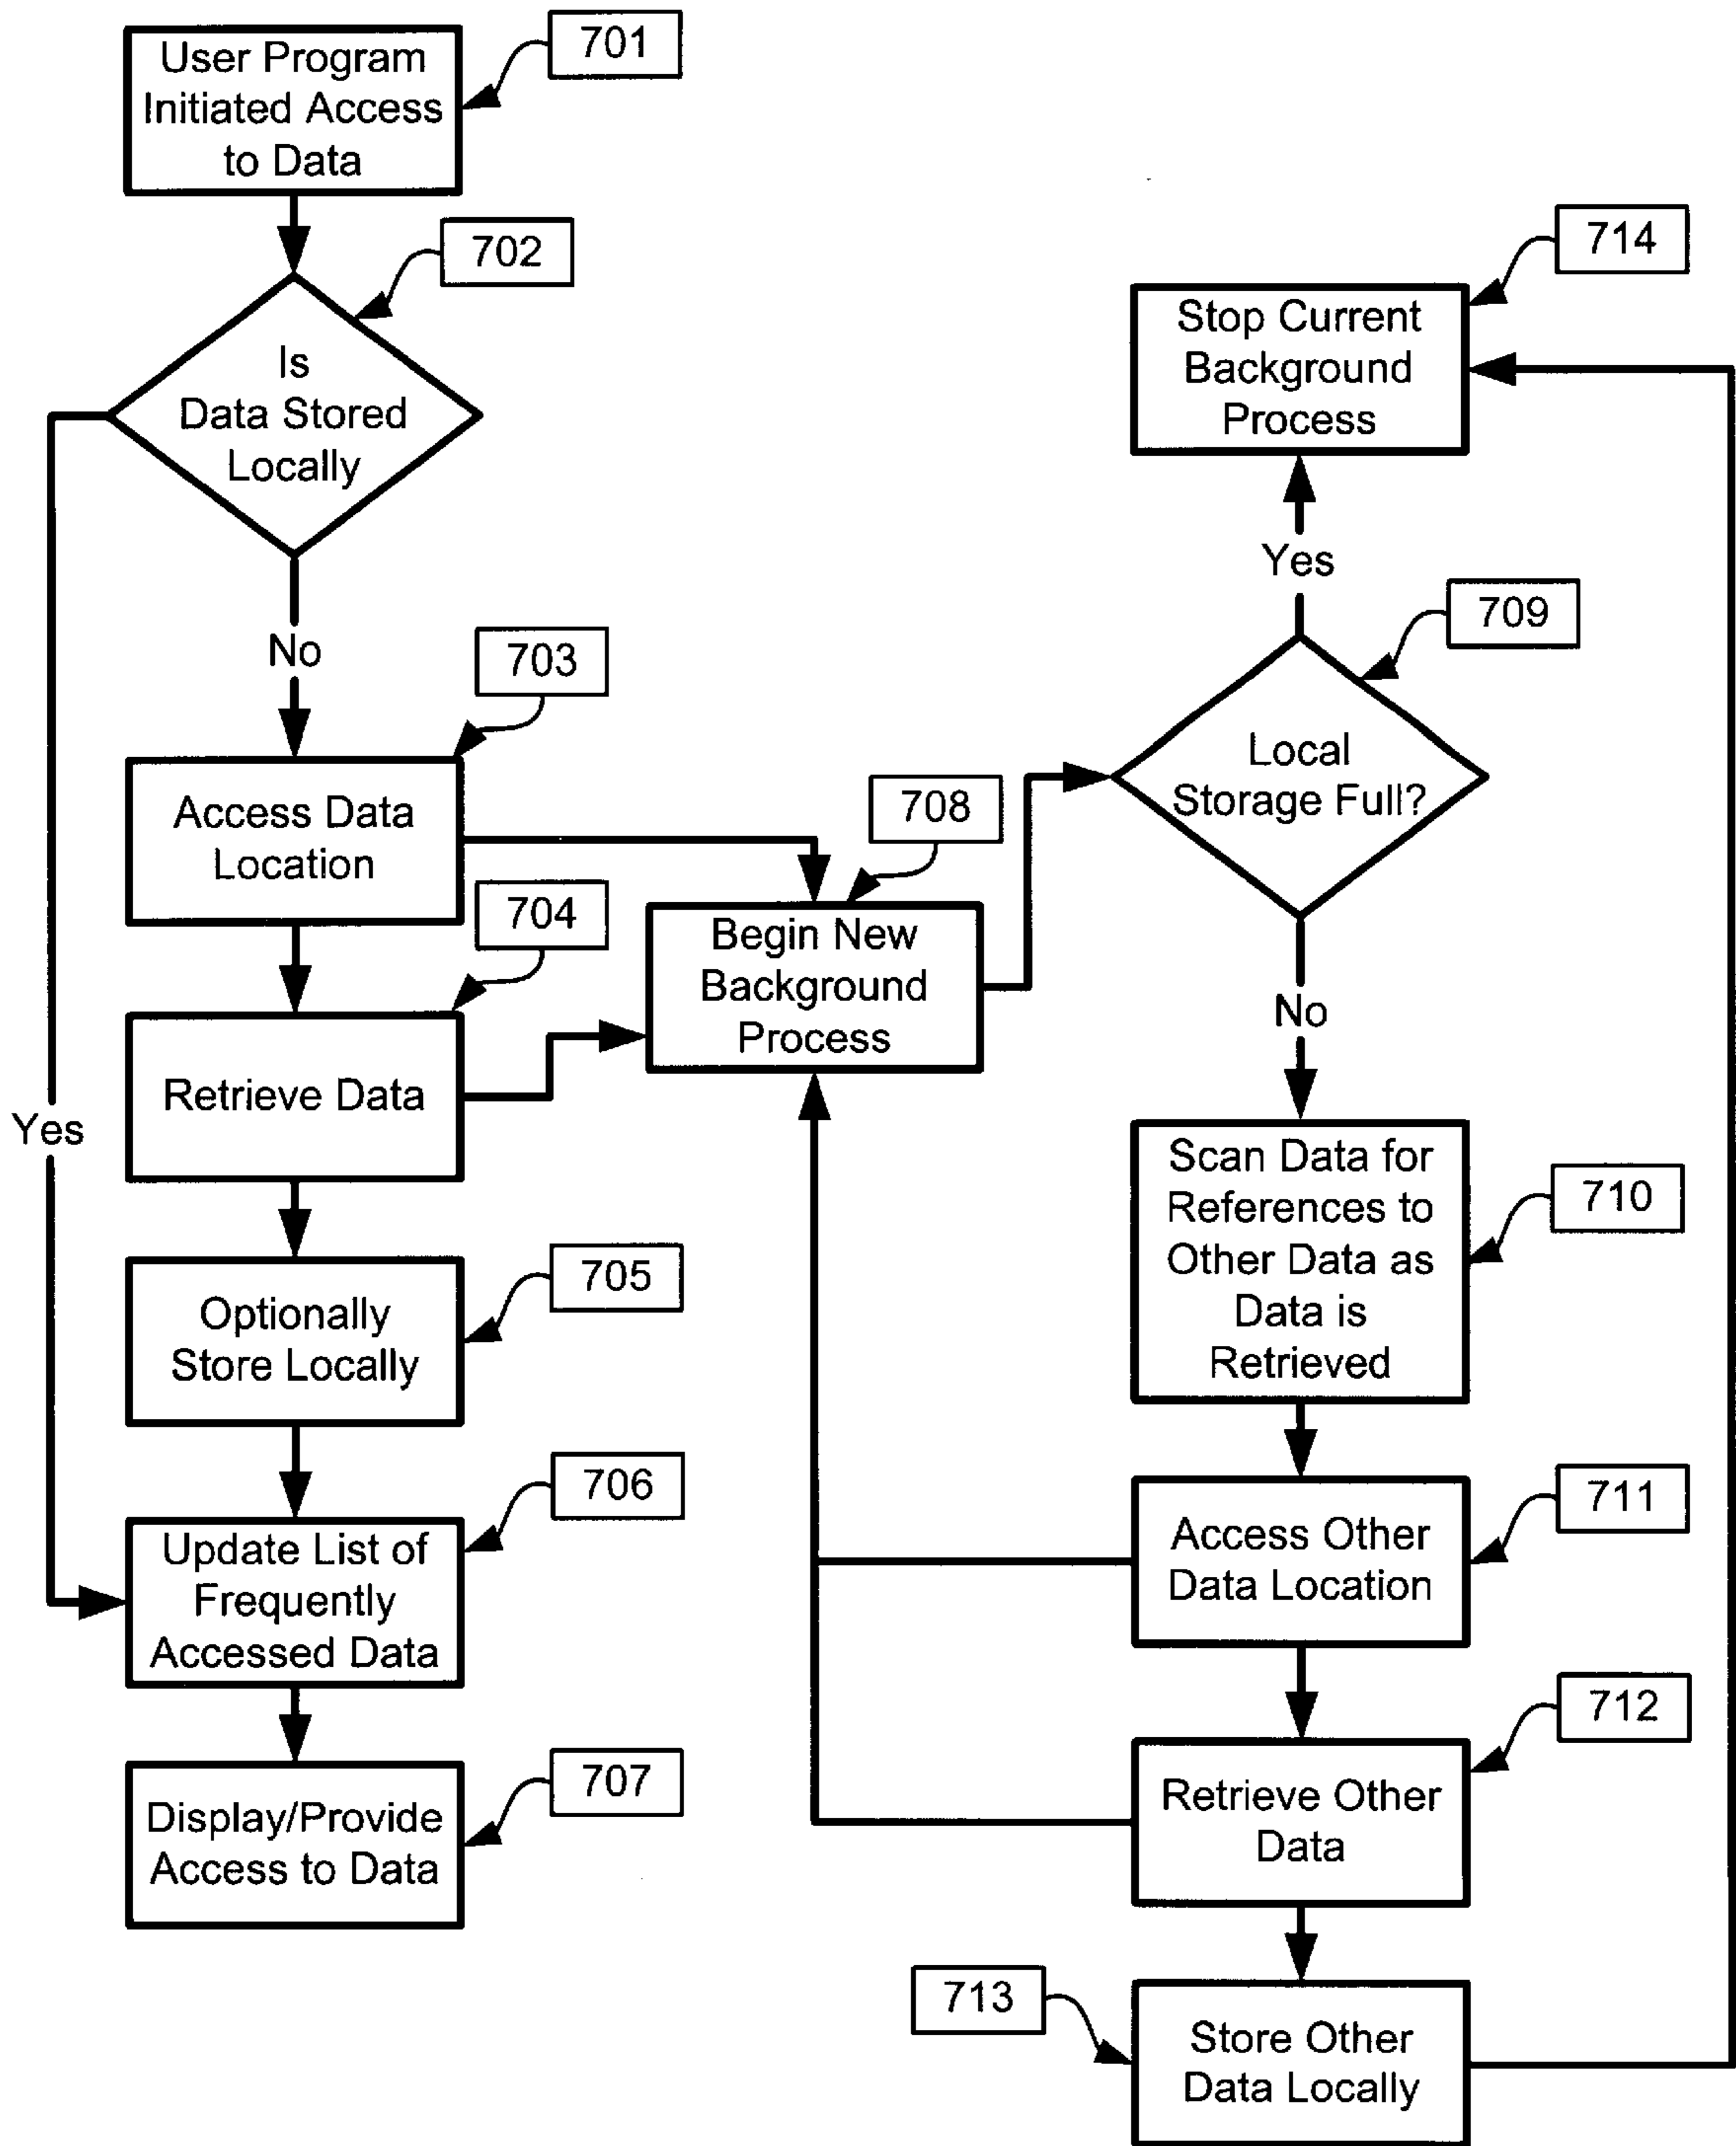 User Program
Initiated Access
to Data
701
702
Is
Data Stored
Locally
No
Yes
703
Access Data
Location
704
Retrieve Data
705
Optionally
Store Locally
706
Update List of
Frequently
Accessed Data
707
Display/Provide
Access to Data
708
Begin New
Background
Process
714
Stop Current
Background
Process
Yes
709
Local
Storage Full?
No
Scan Data for
References to
Other Data as
Data is
Retrieved
710
Access Other
Data Location
711
Retrieve Other
Data
712
713
Store Other
Data Locally